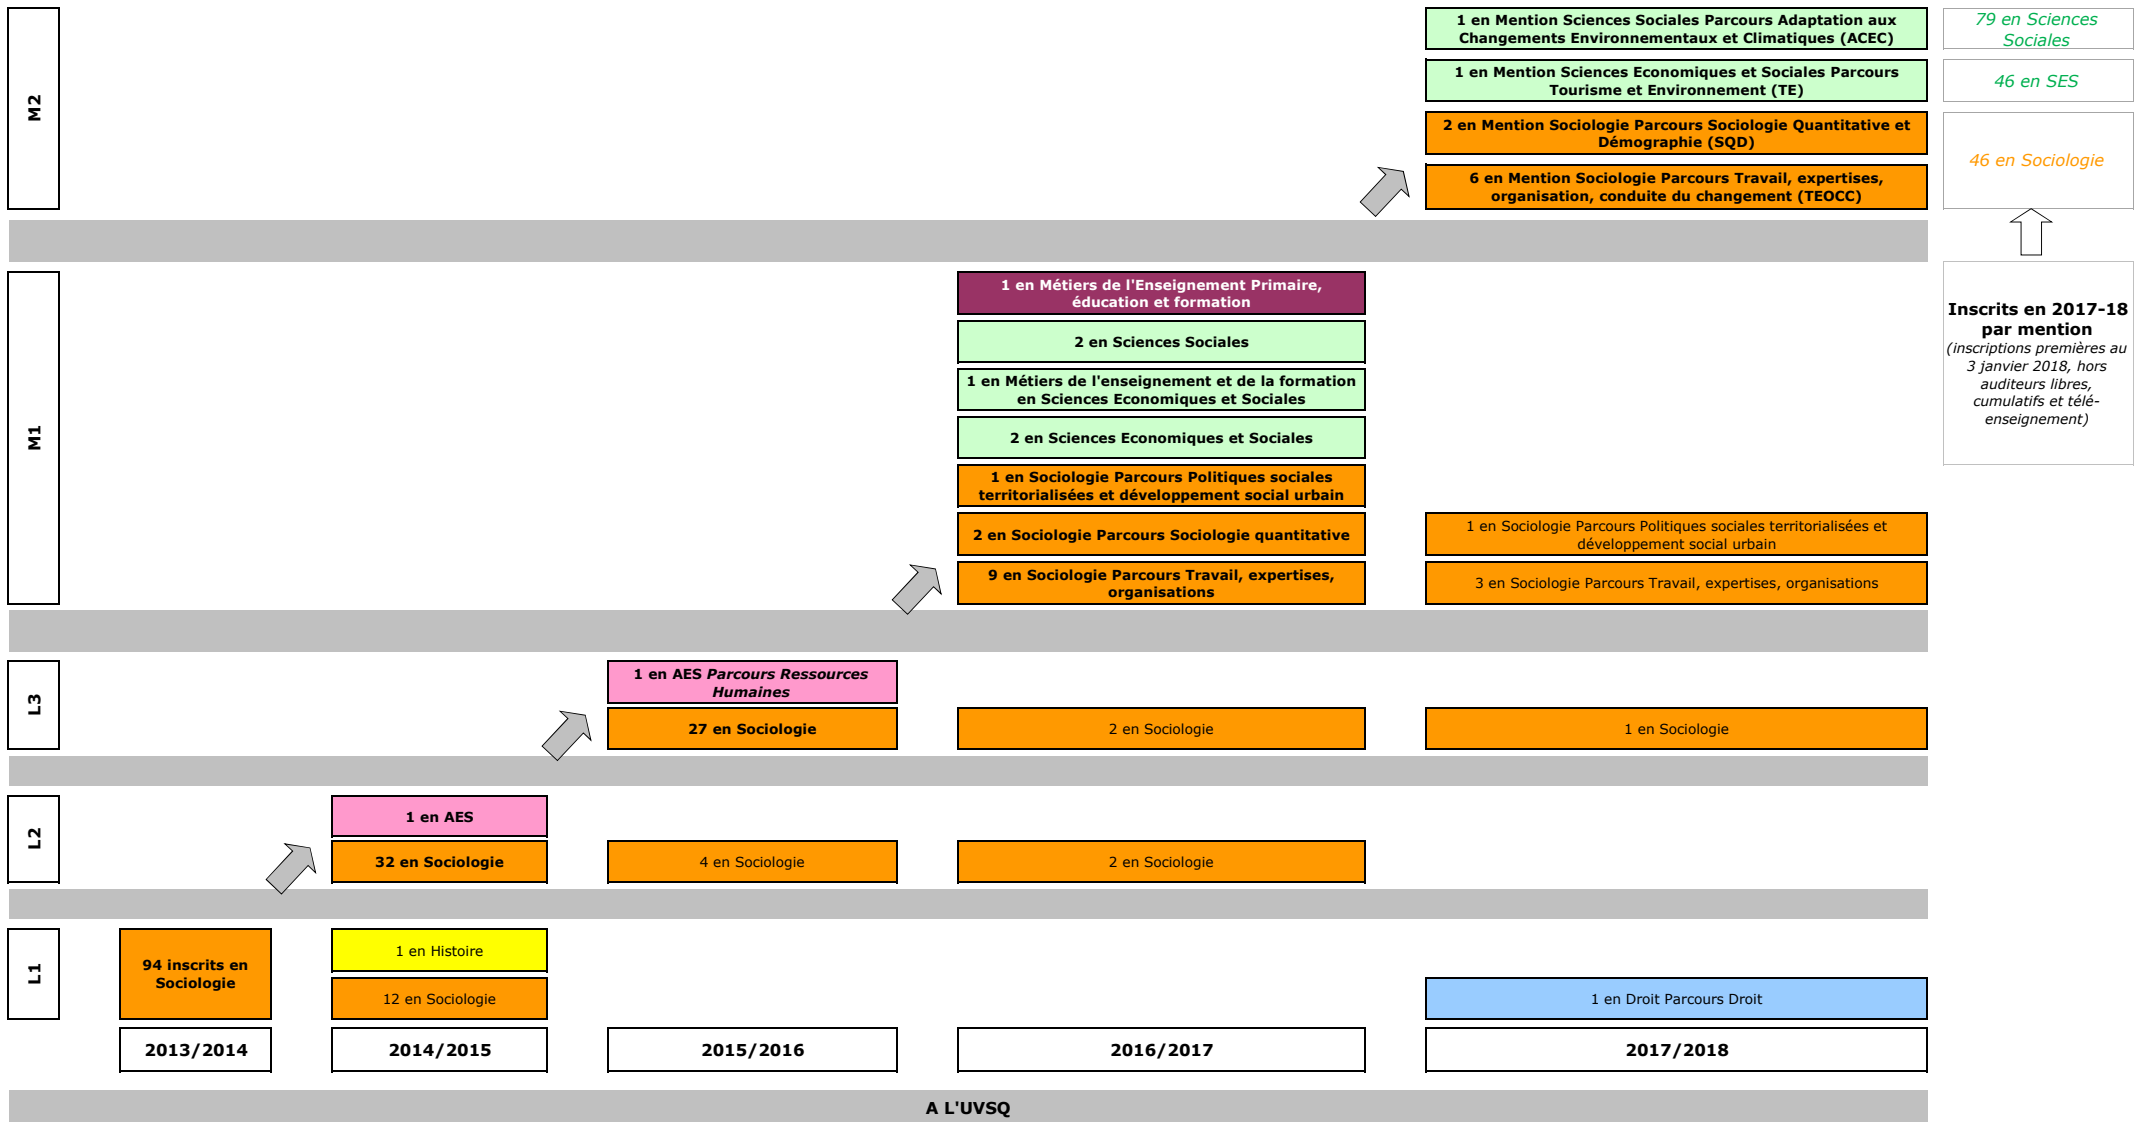 M2
1 en Mention Sciences Sociales Parcours Adaptation aux
Changements Environnementaux et Climatiques (ACEC)
79 en Sciences
Sociales
1 en Mention Sciences Economiques et Sociales Parcours
Tourisme et Environnement (TE)
46 en SES
2 en Mention Sociologie Parcours Sociologie Quantitative et
Démographie (SQD)
46 en Sociologie
6 en Mention Sociologie Parcours Travail, expertises,
organisation, conduite du changement (TEOCC)
M1
1 en Métiers de l'Enseignement Primaire,
éducation et formation
2 en Sciences Sociales
1 en Métiers de l'enseignement et de la formation
en Sciences Economiques et Sociales
2 en Sciences Economiques et Sociales
1 en Sociologie Parcours Politiques sociales
territorialisées et développement social urbain
2 en Sociologie Parcours Sociologie quantitative
9 en Sociologie Parcours Travail, expertises,
organisations
1 en Sociologie Parcours Politiques sociales territorialisées et
développement social urbain
3 en Sociologie Parcours Travail, expertises, organisations
Inscrits en 2017-18
par mention
(inscriptions premières au
3 janvier 2018, hors
auditeurs libres,
cumulatifs et télé-
enseignement)
L3
1 en AES Parcours Ressources
Humaines
27 en Sociologie
2 en Sociologie
1 en Sociologie
L2
1 en AES
32 en Sociologie
4 en Sociologie
2 en Sociologie
L1
94 inscrits en
Sociologie
1 en Histoire
12 en Sociologie
1 en Droit Parcours Droit
2013/2014
2014/2015
2015/2016
2016/2017
2017/2018
A L'UVSQ